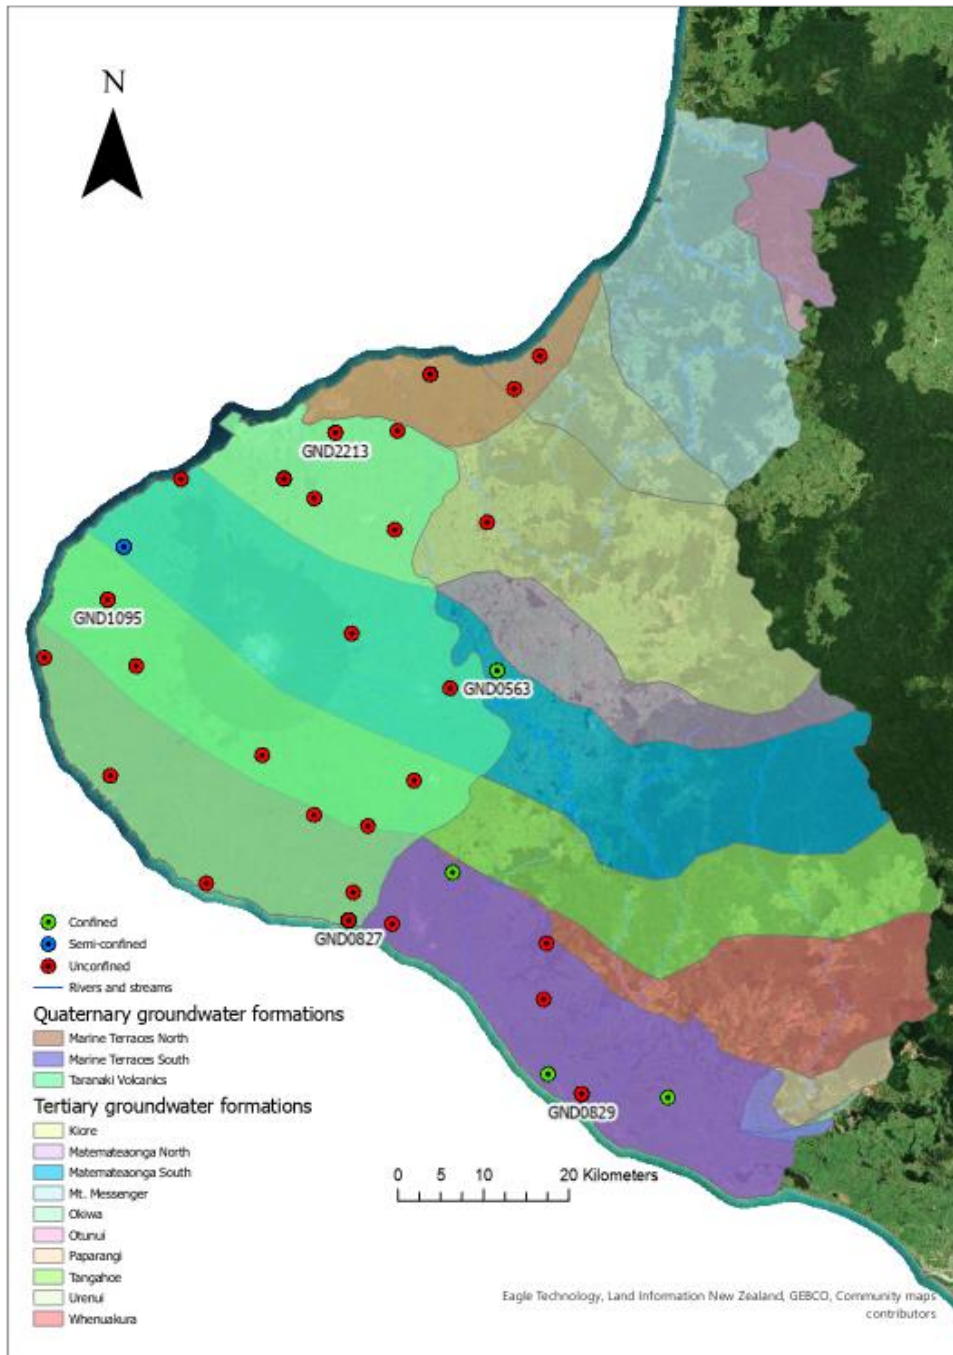 N
GND2213
GND1095
GND0563
Confined
Semi-confined
Unconfined
Rivers and streams
GND0827
Quaternary groundwater formations
Marine Terraces North
Marine Terraces South
Taranaki Volcanics
GND0829
Tertiary groundwater formations
Kiore
Matemateaonga North
Matemateaonga South
Mt. Messenger
Okiwa
Otunui
Paparangi
Tangahoe
Urenui
Whenuakura
0 5 10 20 Kilometers
Eagle Technology, Land Information New Zealand, GEBCO, Community maps
contributors